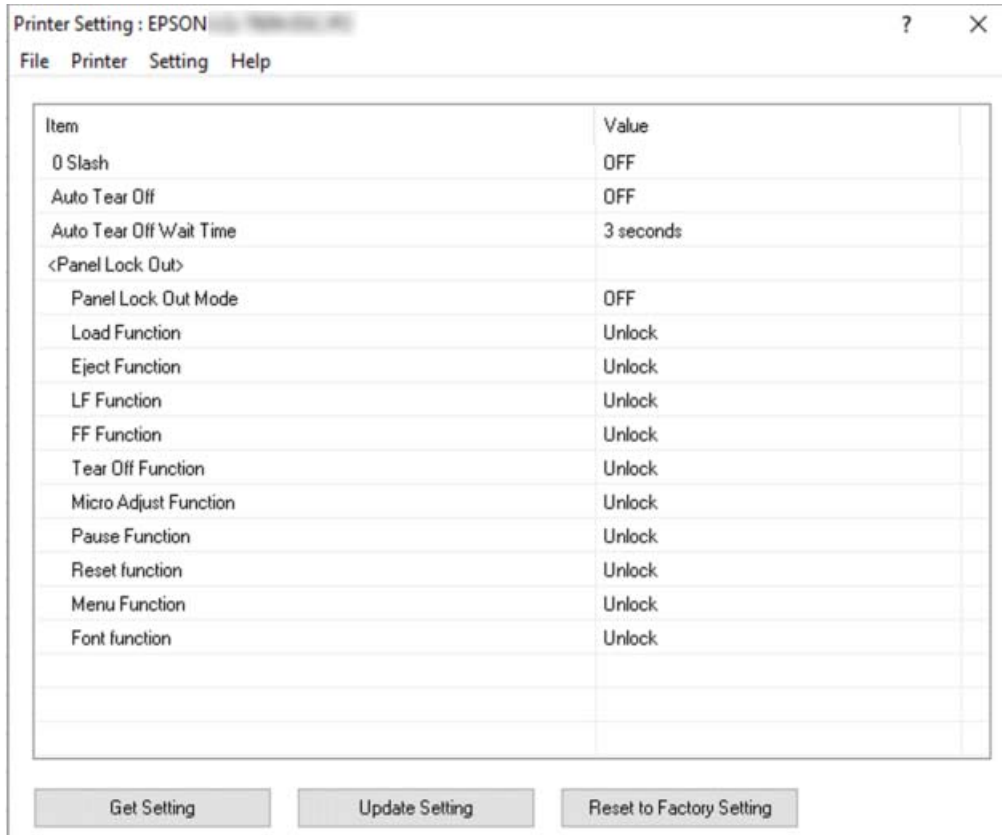 Printer Setting : EPSON
? ×
File Printer Setting Help
Item Value
0 Slash OFF
Auto Tear Off OFF
Auto Tear Off Wait Time 3 seconds
<Panel Lock Out>
Panel Lock Out Mode OFF
Load Function Unlock
Eject Function Unlock
LF Function Unlock
FF Function Unlock
Tear Off Function Unlock
Micro Adjust Function Unlock
Pause Function Unlock
Reset function Unlock
Menu Function Unlock
Font function Unlock
Get Setting Update Setting Reset to Factory Setting